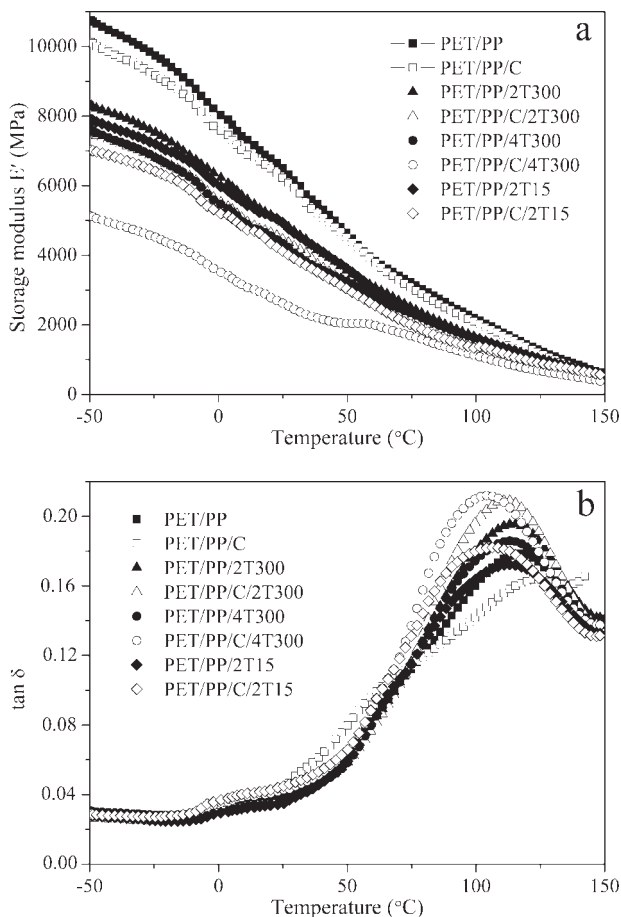 a
10000
8000
6000
4000
2000
0
Storage modulus E' (MPa)
PET/PP
PET/PP/C
PET/PP/2T300
PET/PP/C/2T300
PET/PP/4T300
PET/PP/C/4T300
PET/PP/2T15
PET/PP/C/2T15
-50 0 50 100 150
Temperature (°C)
b
0.20
0.16
0.12
0.08
0.04
0.00
tan δ
PET/PP
PET/PP/C
PET/PP/2T300
PET/PP/C/2T300
PET/PP/4T300
PET/PP/C/4T300
PET/PP/2T15
PET/PP/C/2T15
-50 0 50 100 150
Temperature (°C)